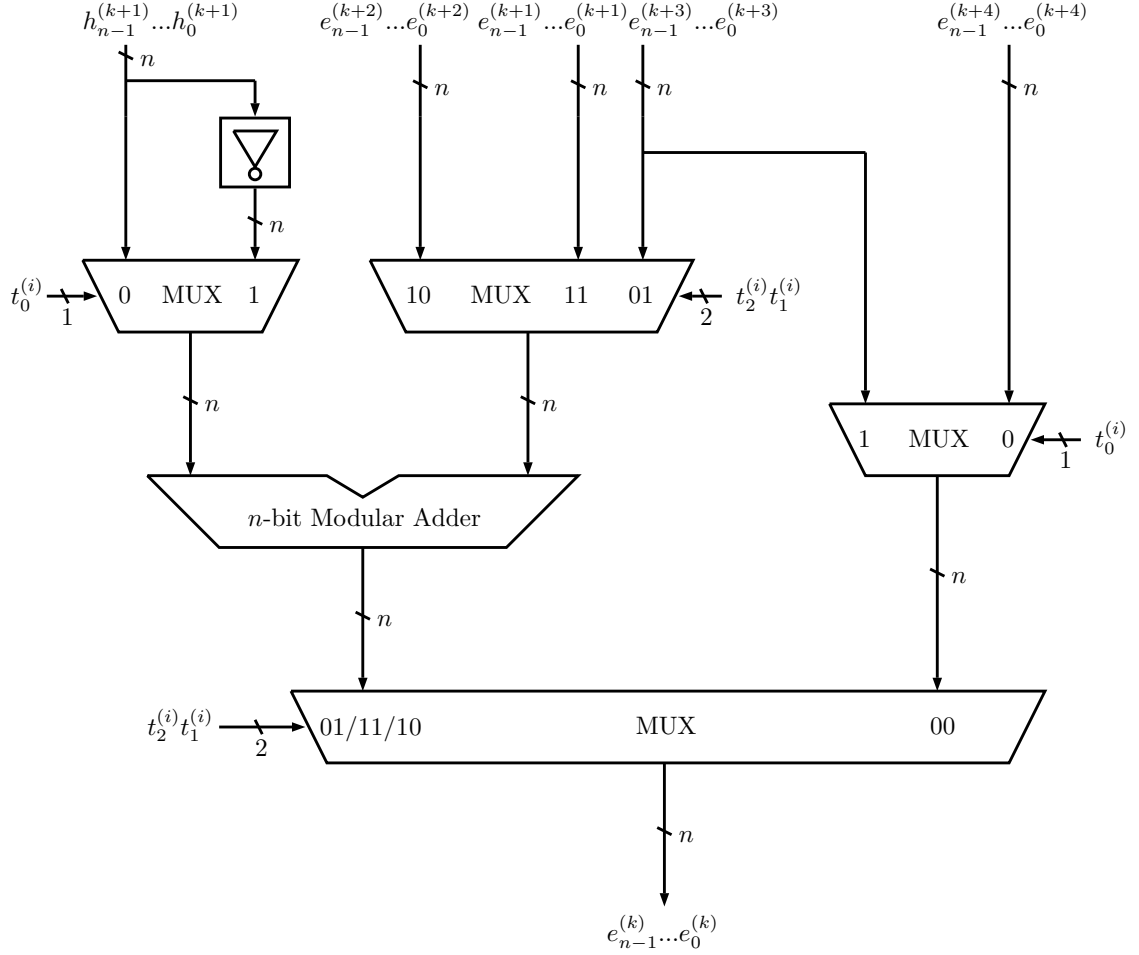 h_{n-1}^{(k+1)}...h_0^{(k+1)} e_{n-1}^{(k+2)}...e_0^{(k+2)} e_{n-1}^{(k+1)}...e_0^{(k+1)} e_{n-1}^{(k+3)}...e_0^{(k+3)} e_{n-1}^{(k+4)}...e_0^{(k+4)}
n
n n n n
n
t_0^{(i)} 1 0 MUX 1 10 MUX 11 01 2 t_2^{(i)}t_1^{(i)}
n n
1 MUX 0 1 t_0^{(i)}
n-bit Modular Adder
n
n
t_2^{(i)}t_1^{(i)} 2 01/11/10 MUX 00
n
e_{n-1}^{(k)}...e_0^{(k)}